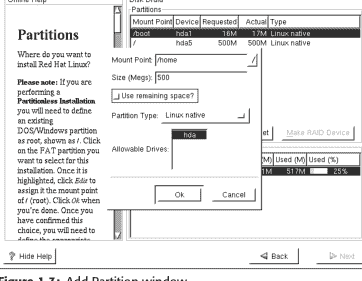 Online Help
Disk Druid
Partitions
Where do you want to
install Red Hat Linux?
Please note: If you are
performing a
Partitionless Installation
you will need to define
an existing
DOS/Windows partition
as root, shown as /. Click
on the FAT partition you
want to select for this
installation. Once it is
highlighted, click Edit to
assign it the mount point
of / (root). Click Ok when
you're done. Once you
have confirmed this
choice, you will need to
define the appropriate
Partitions
Mount Point Device Requested Actual Type
/boot hda1 16M 17M Linux native
/ hda5 500M 500M Linux native
Mount Point: /home
Size (Megs): 500
Use remaining space?
Partition Type: Linux native
hda
Allowable Drives:
Ok Cancel
et Make RAID Device
(M) Used (M) Used (%)
1M 517M 25%
Hide Help Back Next
Figure 1-3: Add Partition window